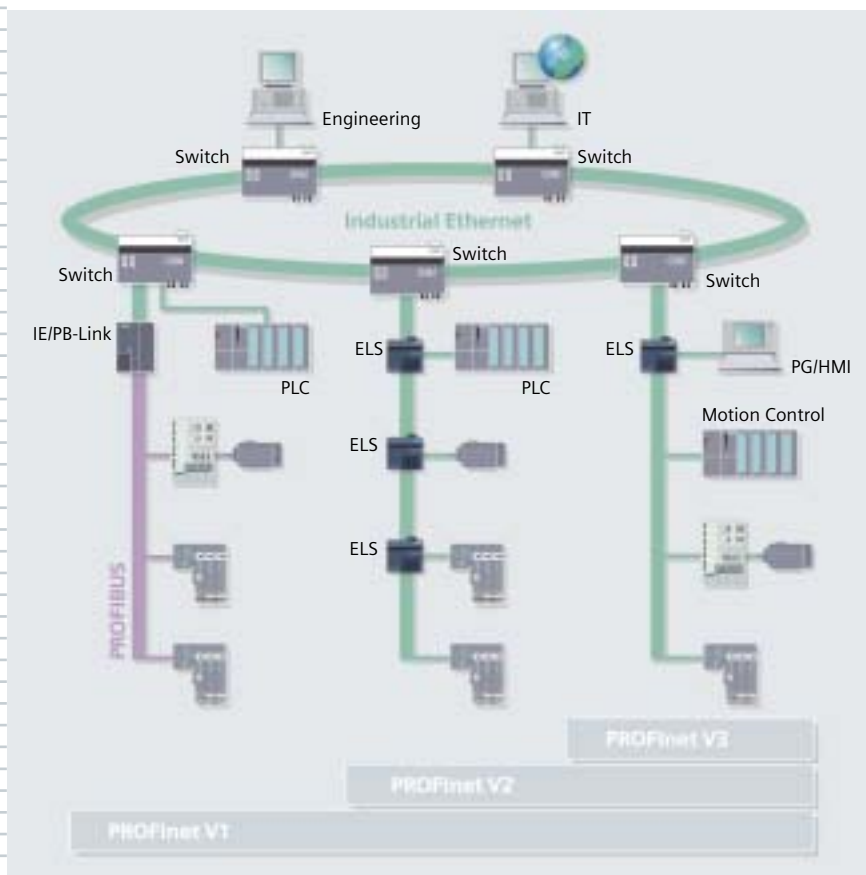 Engineering
IT
Switch
Switch
Industrial Ethernet
Switch
Switch
Switch
IE/PB-Link
PLC
ELS
PLC
ELS
PG/HMI
Motion Control
ELS
ELS
PROFIBUS
PROFInet V3
PROFInet V2
PROFInet V1